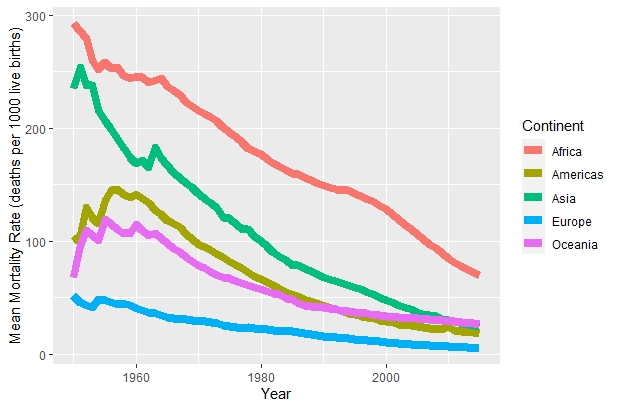 Mean Mortality Rate (deaths per 1000 live births)
300
200
100
0
1960
1980
2000
Year
Continent
Africa
Americas
Asia
Europe
Oceania